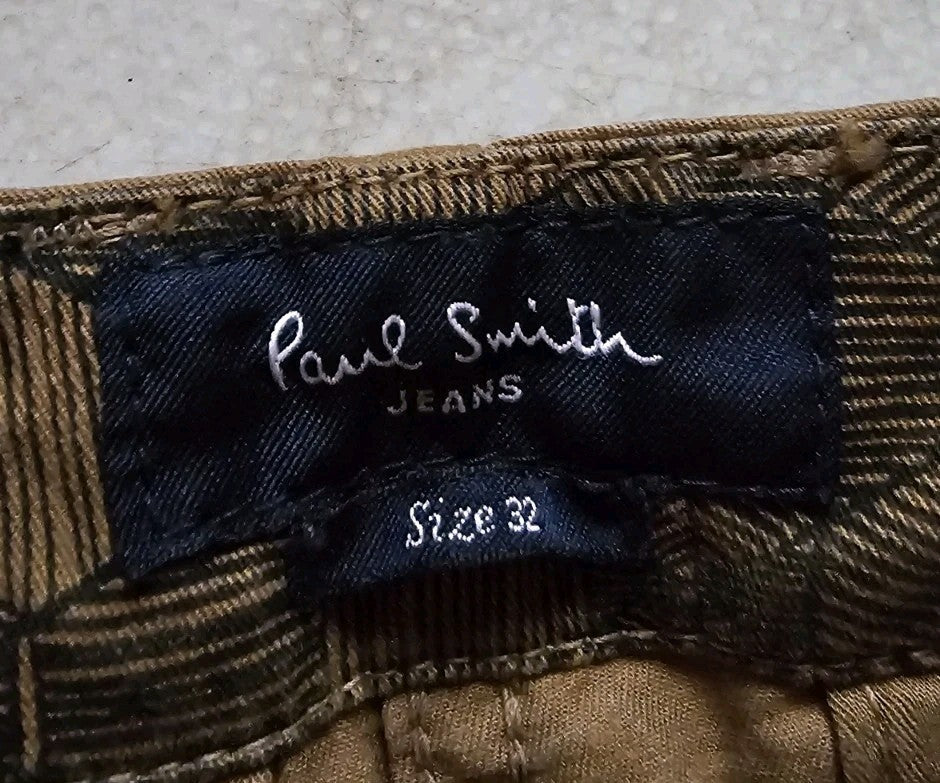 Paul Smith
JEANS
Size 32